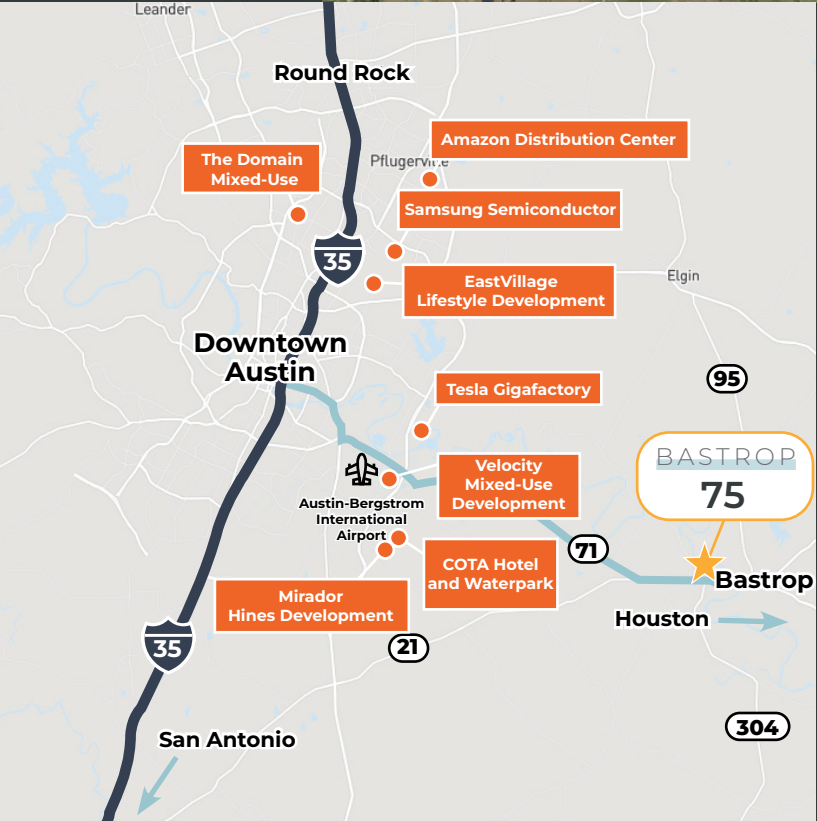 Leander
Round Rock
Amazon Distribution Center
The Domain
Mixed-Use
Pflugerville
Samsung Semiconductor
35
EastVillage
Lifestyle Development
Elgin
Downtown
Austin
95
Tesla Gigafactory
BASTROP
75
Velocity
Mixed-Use
Development
Austin-Bergstrom
International
Airport
71
COTA Hotel
and Waterpark
Bastrop
Mirador
Hines Development
Houston
35
21
304
San Antonio